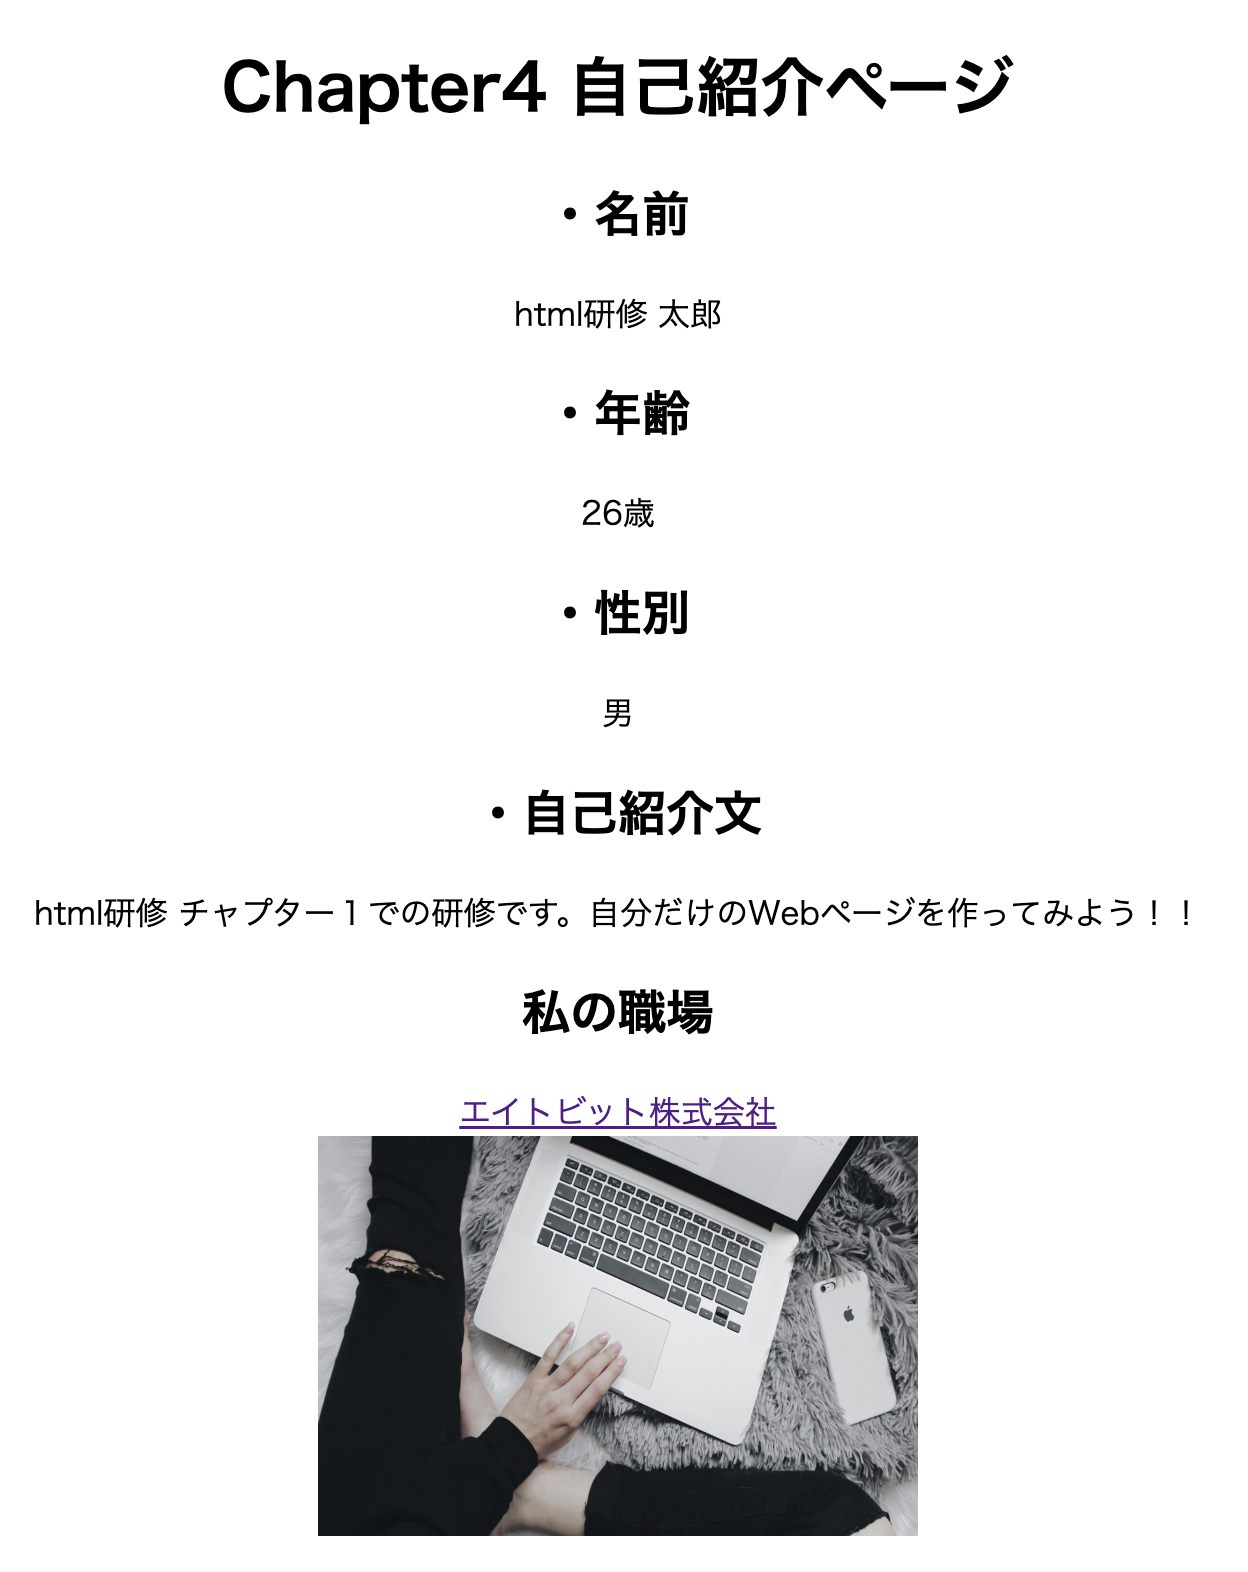 Chapter4 自己紹介ページ
・名前
html研修 太郎
・年齢
26歳
・性別
男
・自己紹介文
html研修 チャプター１での研修です。自分だけのWebページを作ってみよう！！
私の職場
エイトビット株式会社